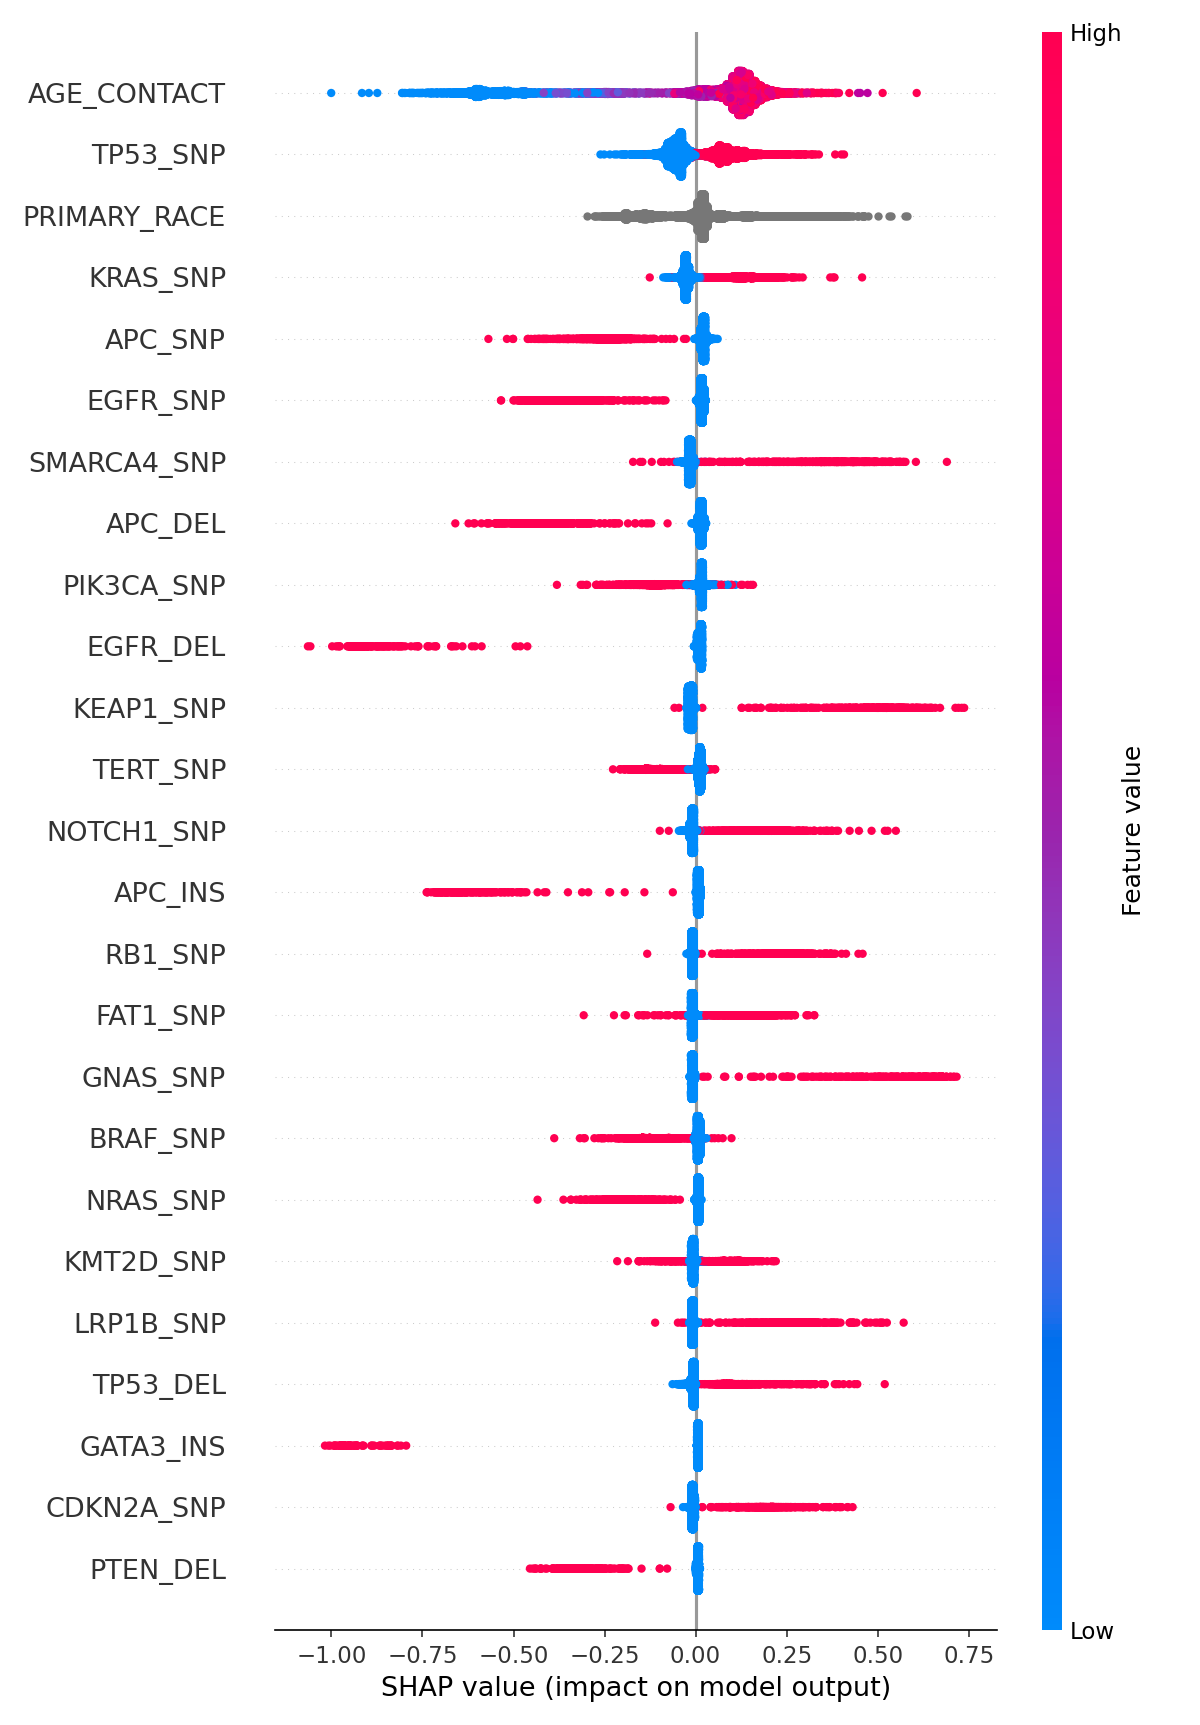 High
AGE_CONTACT
TP53_SNP
PRIMARY_RACE
KRAS_SNP
APC_SNP
EGFR_SNP
SMARCA4_SNP
APC_DEL
PIK3CA_SNP
EGFR_DEL
KEAP1_SNP
TERT_SNP
NOTCH1_SNP
APC_INS
RB1_SNP
FAT1_SNP
GNAS_SNP
BRAF_SNP
NRAS_SNP
KMT2D_SNP
LRP1B_SNP
TP53_DEL
GATA3_INS
CDKN2A_SNP
PTEN_DEL
Feature value
Low
−1.00 −0.75 −0.50 −0.25 0.00 0.25 0.50 0.75
SHAP value (impact on model output)